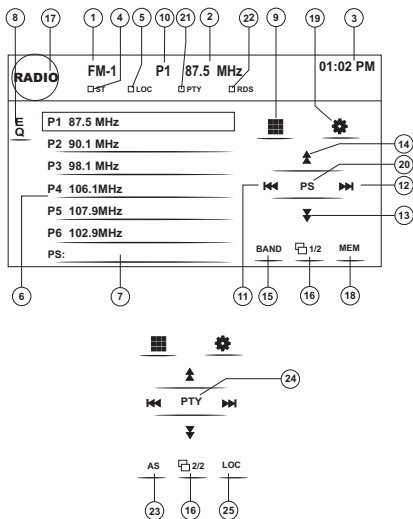 1 4 5 10 21 2 22 9 19 3
8 17
RADIO
FM-1 P1 87.5 MHz 01:02 PM
ST LOC PTY RDS
EQ
P1 87.5 MHz
P2 90.1 MHz
P3 98.1 MHz
P4 106.1MHz
P5 107.9MHz
P6 102.9MHz
PS:
14
20
PS
12
13
BAND 1/2 MEM
6 7 11 15 16 18
PTY 24
AS 2/2 LOC
23 16 25